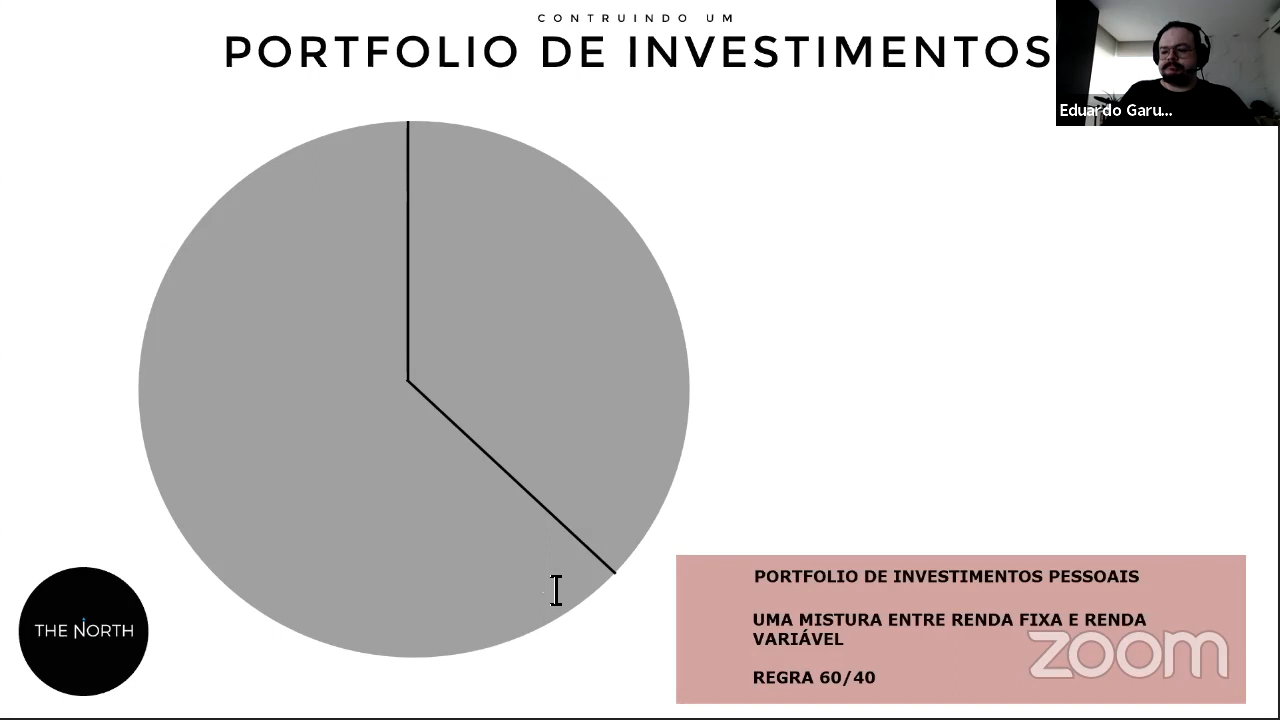 CONTRUINDO UM
PORTFOLIO DE INVESTIMENTOS
Eduardo Garu...
THE NORTH
PORTFOLIO DE INVESTIMENTOS PESSOAIS
UMA MISTURA ENTRE RENDA FIXA E RENDA
VARIÁVEL
REGRA 60/40
zoom